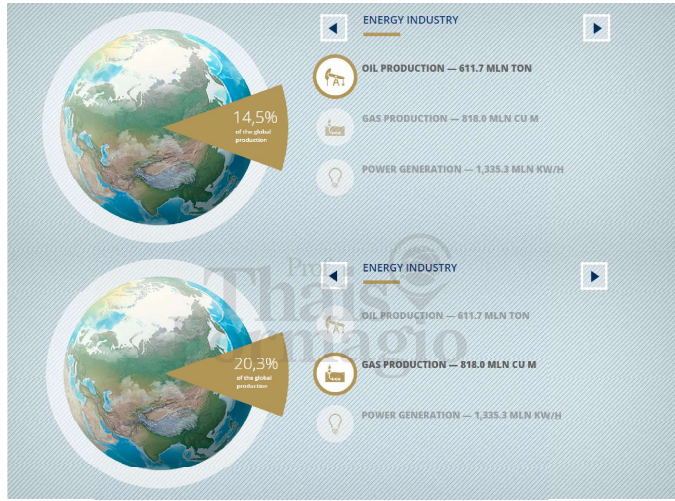 ENERGY INDUSTRY
OIL PRODUCTION — 611.7 MLN TON
14,5%
of the global
production
GAS PRODUCTION — 818.0 MLN CU M
POWER GENERATION — 1,335.3 MLN KW/H
Thais
ENERGY INDUSTRY
OIL PRODUCTION — 611.7 MLN TON
20,3%
of the global
production
GAS PRODUCTION — 818.0 MLN CU M
POWER GENERATION — 1,335.3 MLN KW/H